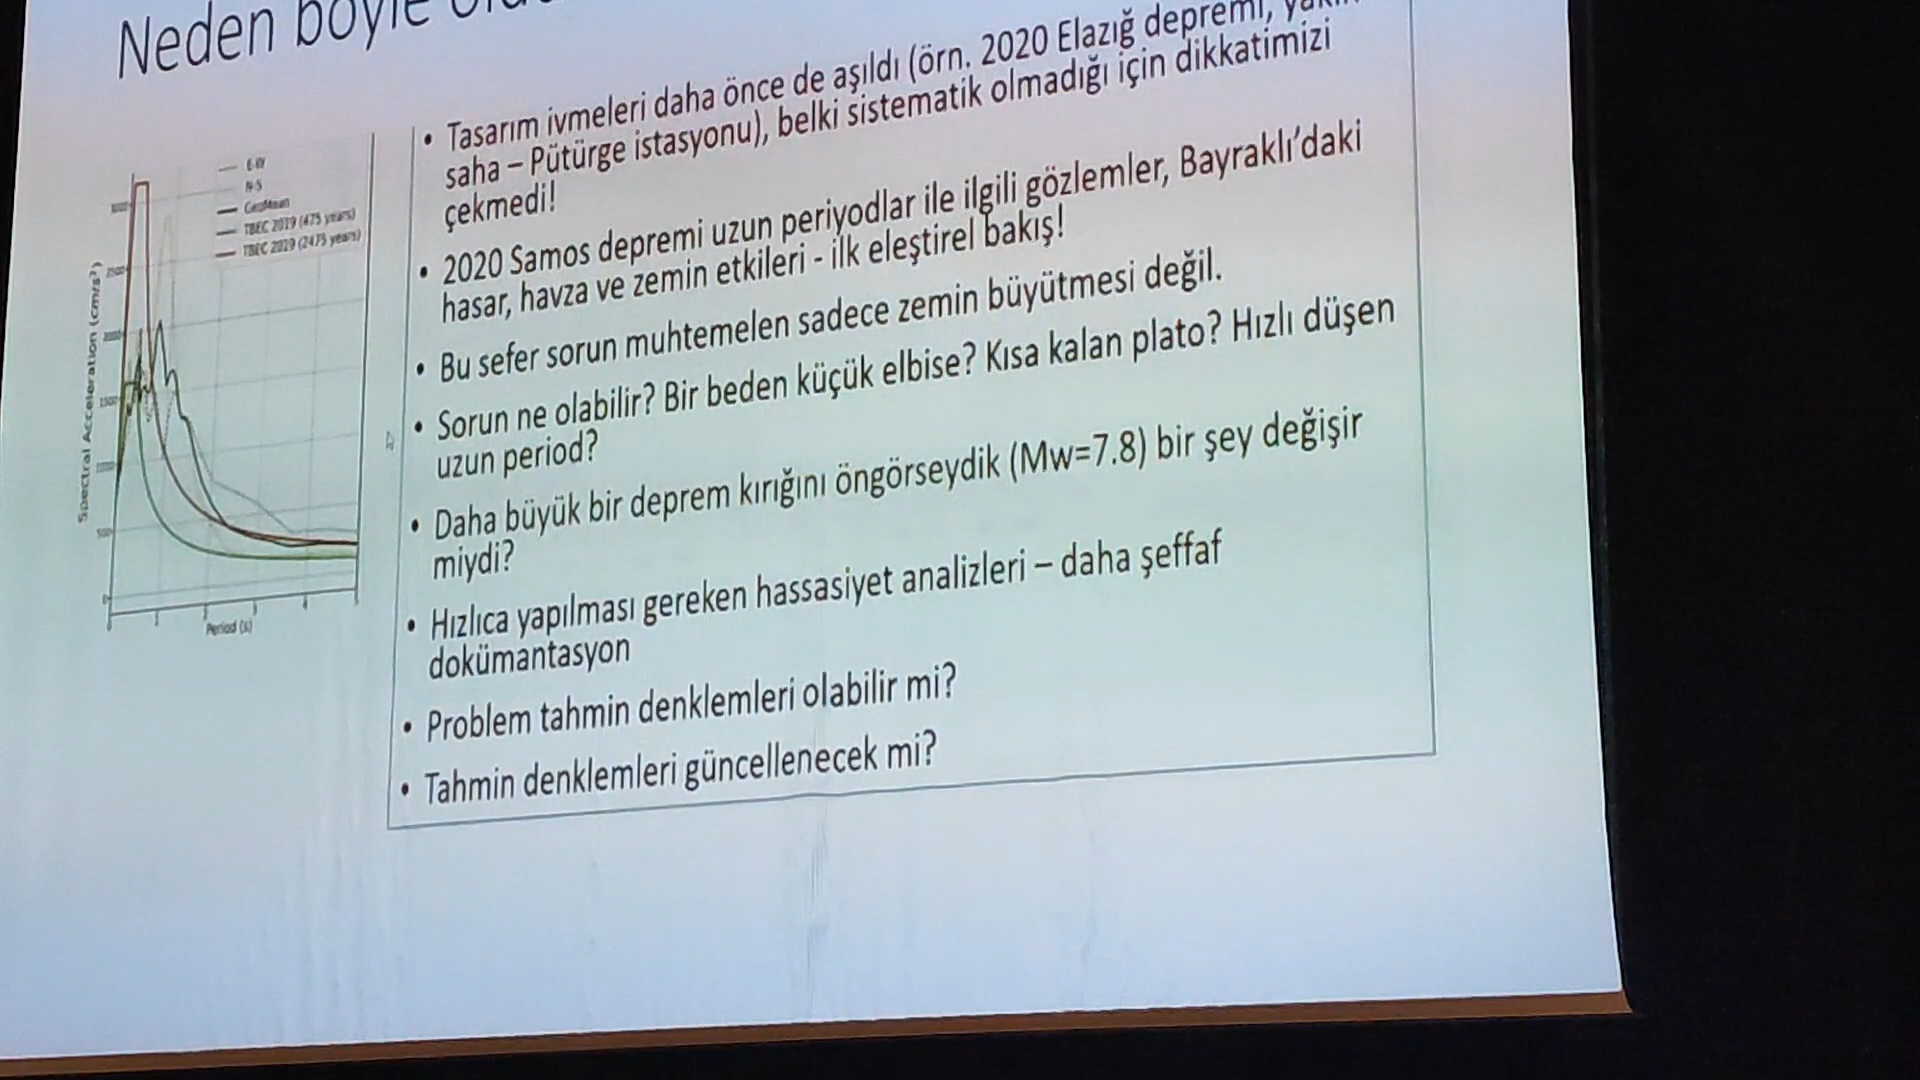 Neden böyle
• Tasarım ivmeleri daha önce de aşıldı (örn. 2020 Elazığ depremi, yakın
saha – Pütürge istasyonu), belki sistematik olmadığı için dikkatimizi
çekmedi!
• 2020 Samos depremi uzun periyodlar ile ilgili gözlemler, Bayraklı'daki
hasar, havza ve zemin etkileri - ilk eleştirel bakış!
• Bu sefer sorun muhtemelen sadece zemin büyütmesi değil.
• Sorun ne olabilir? Bir beden küçük elbise? Kısa kalan plato? Hızlı düşen
uzun period?
• Daha büyük bir deprem kırığını öngörseydik (Mw=7.8) bir şey değişir
miydi?
• Hızlıca yapılması gereken hassasiyet analizleri – daha şeffaf
dokümantasyon
• Problem tahmin denklemleri olabilir mi?
• Tahmin denklemleri güncellenecek mi?
E-W
N-S
GeoMean
TBEC 2019 (475 years)
TBEC 2019 (2475 years)
Spectral Acceleration (cm/s²)
Period (s)